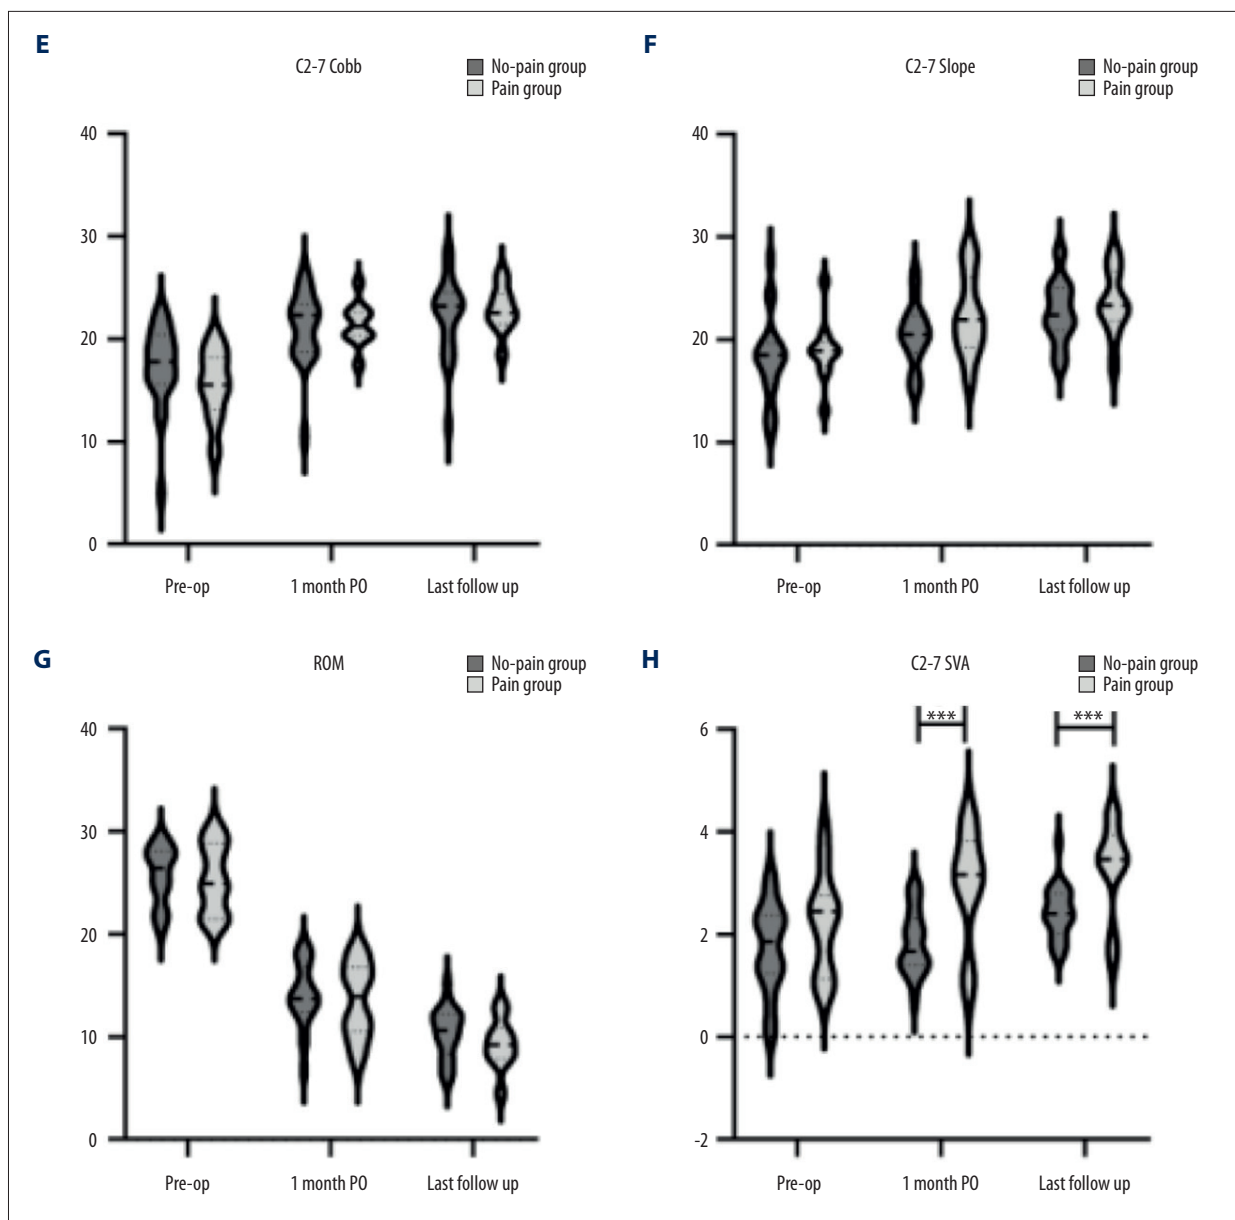 E
C2-7 Cobb
No-pain group
Pain group
40
30
20
10
0
Pre-op
1 month PO
Last follow up
F
C2-7 Slope
No-pain group
Pain group
40
30
20
10
0
Pre-op
1 month PO
Last follow up
G
ROM
No-pain group
Pain group
40
30
20
10
0
Pre-op
1 month PO
Last follow up
H
C2-7 SVA
No-pain group
Pain group
***
***
6
4
2
0
-2
Pre-op
1 month PO
Last follow up